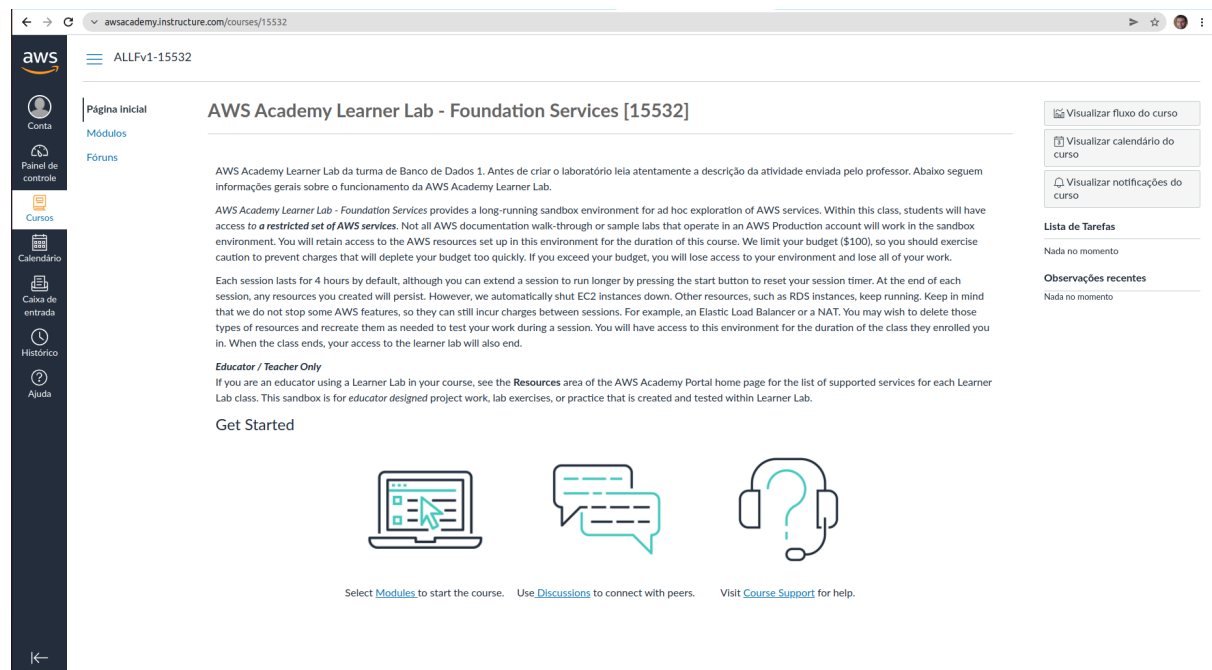 awsacademy.instructure.com/courses/15532
aws
ALLFv1-15532
Conta
Painel de
controle
Cursos
Calendário
Caixa de
entrada
Histórico
Ajuda
Página inicial
Módulos
Fóruns
AWS Academy Learner Lab - Foundation Services [15532]
AWS Academy Learner Lab da turma de Banco de Dados 1. Antes de criar o laboratório leia atentamente a descrição da atividade enviada pelo professor. Abaixo seguem
informações gerais sobre o funcionamento da AWS Academy Learner Lab.
AWS Academy Learner Lab - Foundation Services provides a long-running sandbox environment for ad hoc exploration of AWS services. Within this class, students will have
access to a restricted set of AWS services. Not all AWS documentation walk-through or sample labs that operate in an AWS Production account will work in the sandbox
environment. You will retain access to the AWS resources set up in this environment for the duration of this course. We limit your budget ($100), so you should exercise
caution to prevent charges that will deplete your budget too quickly. If you exceed your budget, you will lose access to your environment and lose all of your work.
Each session lasts for 4 hours by default, although you can extend a session to run longer by pressing the start button to reset your session timer. At the end of each
session, any resources you created will persist. However, we automatically shut EC2 instances down. Other resources, such as RDS instances, keep running. Keep in mind
that we do not stop some AWS features, so they can still incur charges between sessions. For example, an Elastic Load Balancer or a NAT. You may wish to delete those
types of resources and recreate them as needed to test your work during a session. You will have access to this environment for the duration of the class they enrolled you
in. When the class ends, your access to the learner lab will also end.
Educator / Teacher Only
If you are an educator using a Learner Lab in your course, see the Resources area of the AWS Academy Portal home page for the list of supported services for each Learner
Lab class. This sandbox is for educator designed project work, lab exercises, or practice that is created and tested within Learner Lab.
Get Started
Select Modules to start the course.
Use Discussions to connect with peers.
Visit Course Support for help.
Visualizar fluxo do curso
Visualizar calendário do
curso
Visualizar notificações do
curso
Lista de Tarefas
Nada no momento
Observações recentes
Nada no momento